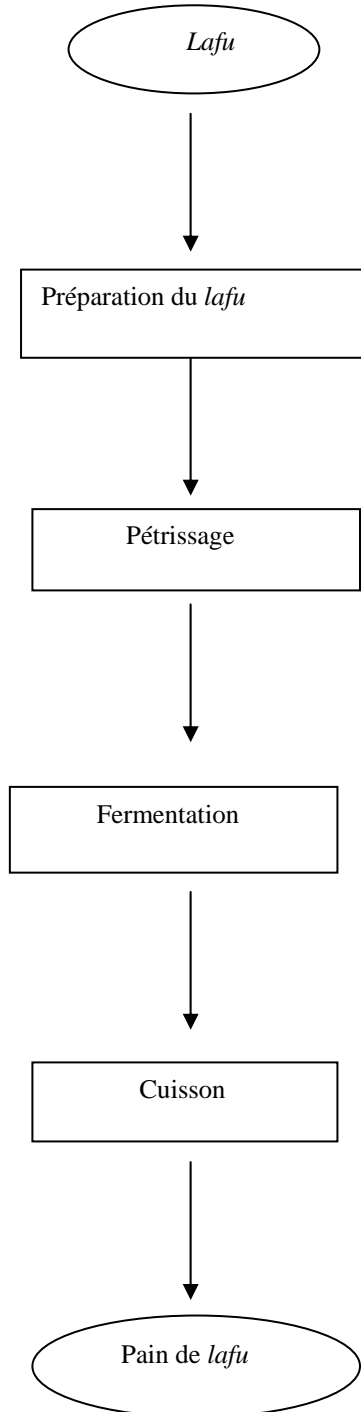 Lafu
Préparation du lafu
Pétrissage
Fermentation
Cuisson
Pain de lafu